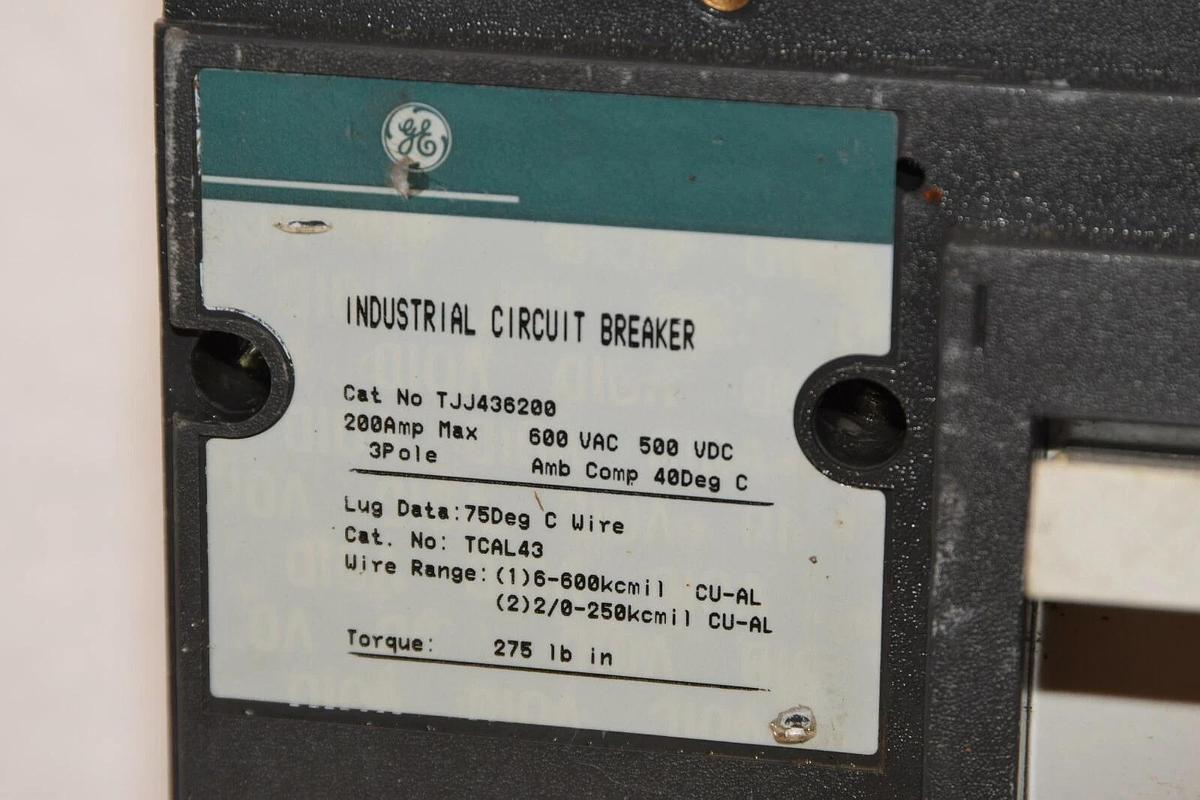 GE
INDUSTRIAL CIRCUIT BREAKER
Cat No TJJ436200
200Amp Max 600 VAC 500 VDC
3Pole Amb Comp 40Deg C
Lug Data:75Deg C Wire
Cat. No: TCAL43
Wire Range:(1)6-600kcmil CU-AL
(2)2/0-250kcmil CU-AL
Torque: 275 lb in